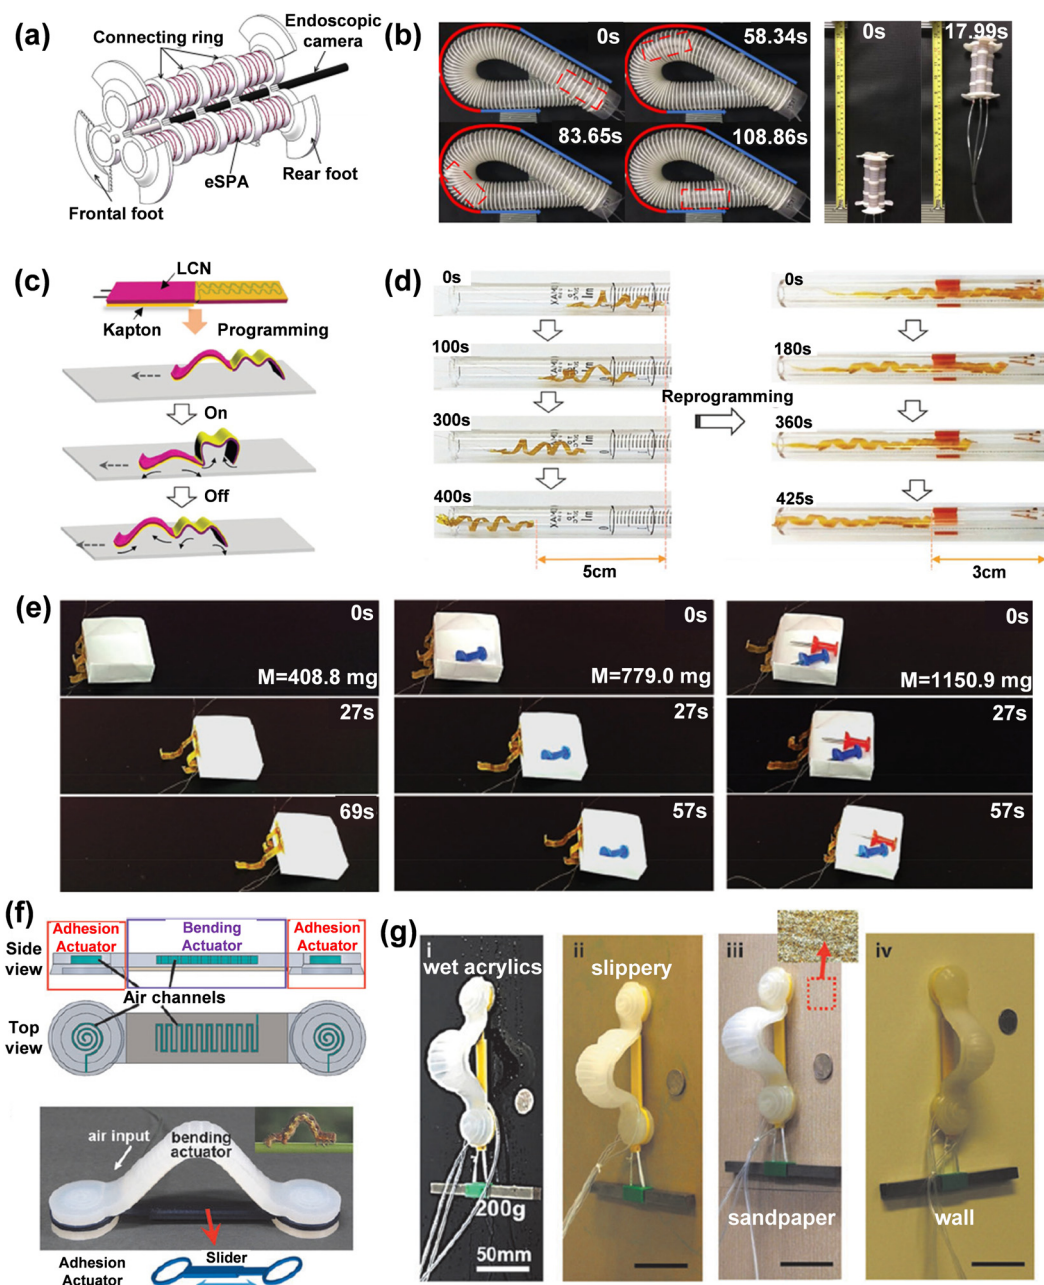 (a)
Connecting ring
Endoscopic
camera
eSPA
Rear foot
Frontal foot
(b)
0s
58.34s
83.65s
108.86s
0s
17.99s
(c)
LCN
Kapton
Programming
On
Off
(d)
0s
100s
300s
400s
5cm
Reprogramming
0s
180s
360s
425s
3cm
(e)
0s
M=408.8 mg
27s
69s
0s
M=779.0 mg
27s
57s
0s
M=1150.9 mg
27s
57s
(f)
Side
view
Adhesion
Actuator
Bending
Actuator
Adhesion
Actuator
Air channels
Top
view
air input
bending
actuator
Slider
Adhesion
Actuator
(g)
i
wet acrylics
200g
50mm
ii
slippery
iii
sandpaper
iv
wall